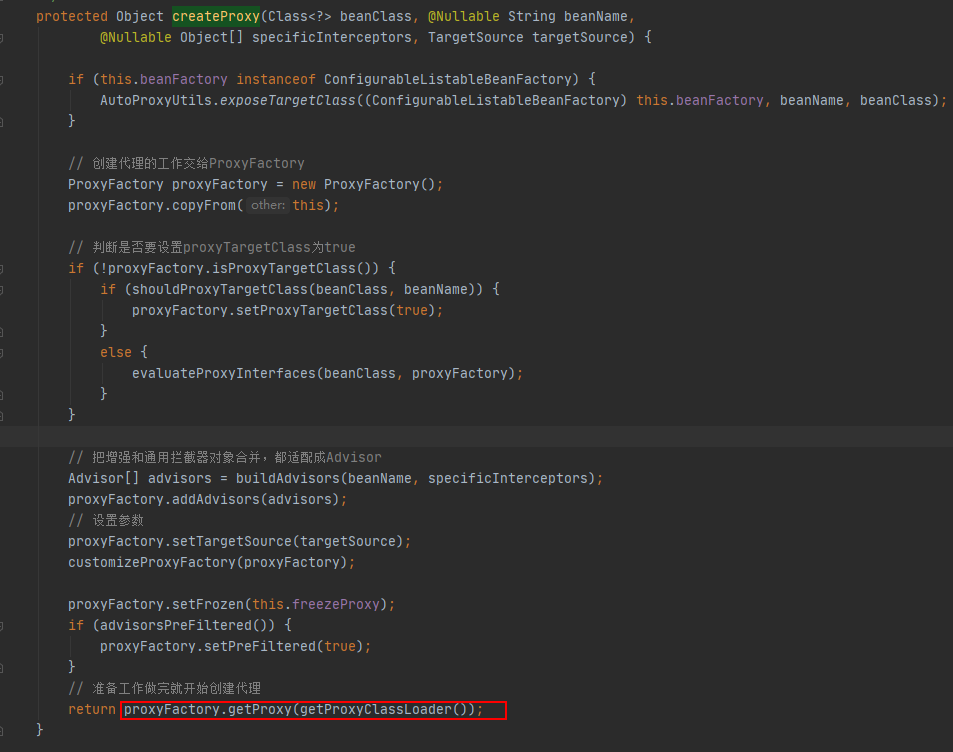 protected Object createProxy(Class<?> beanClass, @Nullable String beanName,
@Nullable Object[] specificInterceptors, TargetSource targetSource) {
if (this.beanFactory instanceof ConfigurableListableBeanFactory) {
AutoProxyUtils.exposeTargetClass((ConfigurableListableBeanFactory) this.beanFactory, beanName, beanClass);
}
// 创建代理的工作交给ProxyFactory
ProxyFactory proxyFactory = new ProxyFactory();
proxyFactory.copyFrom( other: this);
// 判断是否要设置proxyTargetClass为true
if (!proxyFactory.isProxyTargetClass()) {
if (shouldProxyTargetClass(beanClass, beanName)) {
proxyFactory.setProxyTargetClass(true);
}
else {
evaluateProxyInterfaces(beanClass, proxyFactory);
}
}
// 把增强和通用拦截器对象合并，都适配成Advisor
Advisor[] advisors = buildAdvisors(beanName, specificInterceptors);
proxyFactory.addAdvisors(advisors);
// 设置参数
proxyFactory.setTargetSource(targetSource);
customizeProxyFactory(proxyFactory);
proxyFactory.setFrozen(this.freezeProxy);
if (advisorsPreFiltered()) {
proxyFactory.setPreFiltered(true);
}
// 准备工作做完就开始创建代理
return proxyFactory.getProxy(getProxyClassLoader());
}